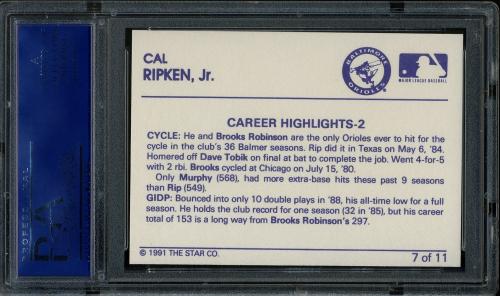 CAL
RIPKEN, Jr.
BALTIMORE
ORIOLES
MAJOR LEAGUE BASEBALL
CAREER HIGHLIGHTS-2
CYCLE: He and Brooks Robinson are the only Orioles ever to hit for the
cycle in the club's 36 Balmer seasons. Rip did it in Texas on May 6, '84.
Homered off Dave Tobik on final at bat to complete the job. Went 4-for-5
with 2 rbi. Brooks cycled at Chicago on July 15, '80.
Only Murphy (568), had more extra-base hits these past 9 seasons
than Rip (549).
GIDP: Bounced into only 10 double plays in '88, his all-time low for a full
season. He holds the club record for one season (32 in '85), but his career
total of 153 is a long way from Brooks Robinson's 297.
© 1991 THE STAR CO.
7 of 11